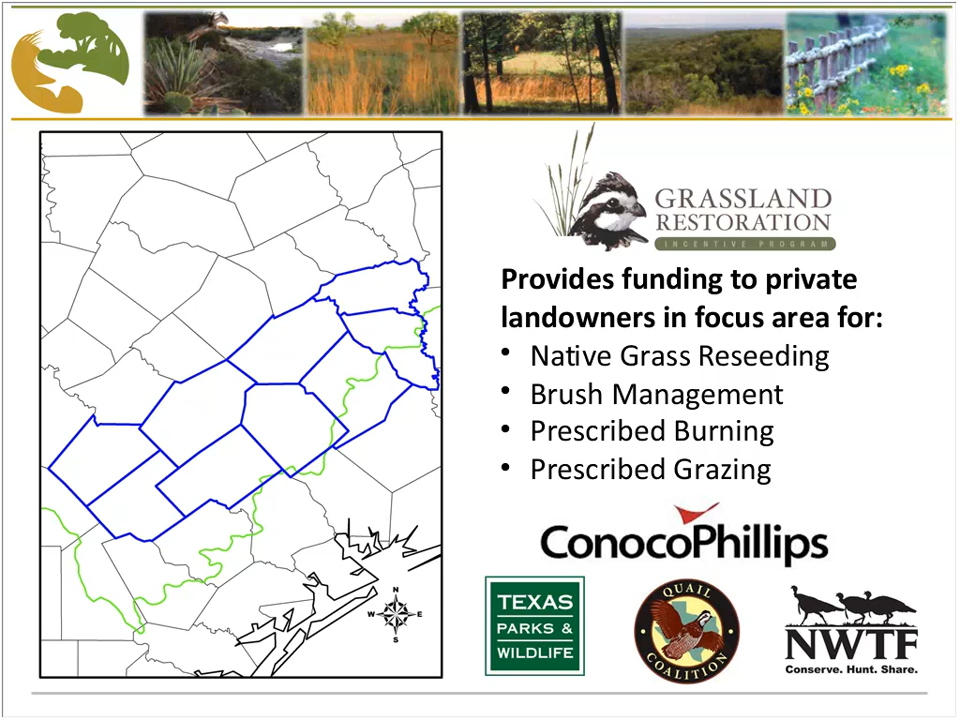 GRASSLAND
RESTORATION
INCENTIVE PROGRAM
Provides funding to private
landowners in focus area for:
• Native Grass Reseeding
• Brush Management
• Prescribed Burning
• Prescribed Grazing
ConocoPhillips
N
W E
S
TEXAS
PARKS &
WILDLIFE
QUAIL
COALITION
NWTF
Conserve. Hunt. Share.